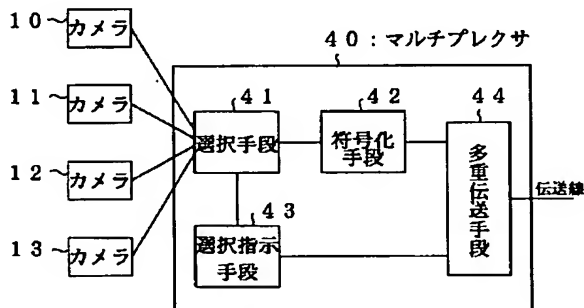 10
カメラ
11
カメラ
12
カメラ
13
カメラ
40：マルチプレクサ
41
選択手段
42
符号化
手段
43
選択指示
手段
44
多重伝送手段
伝送線